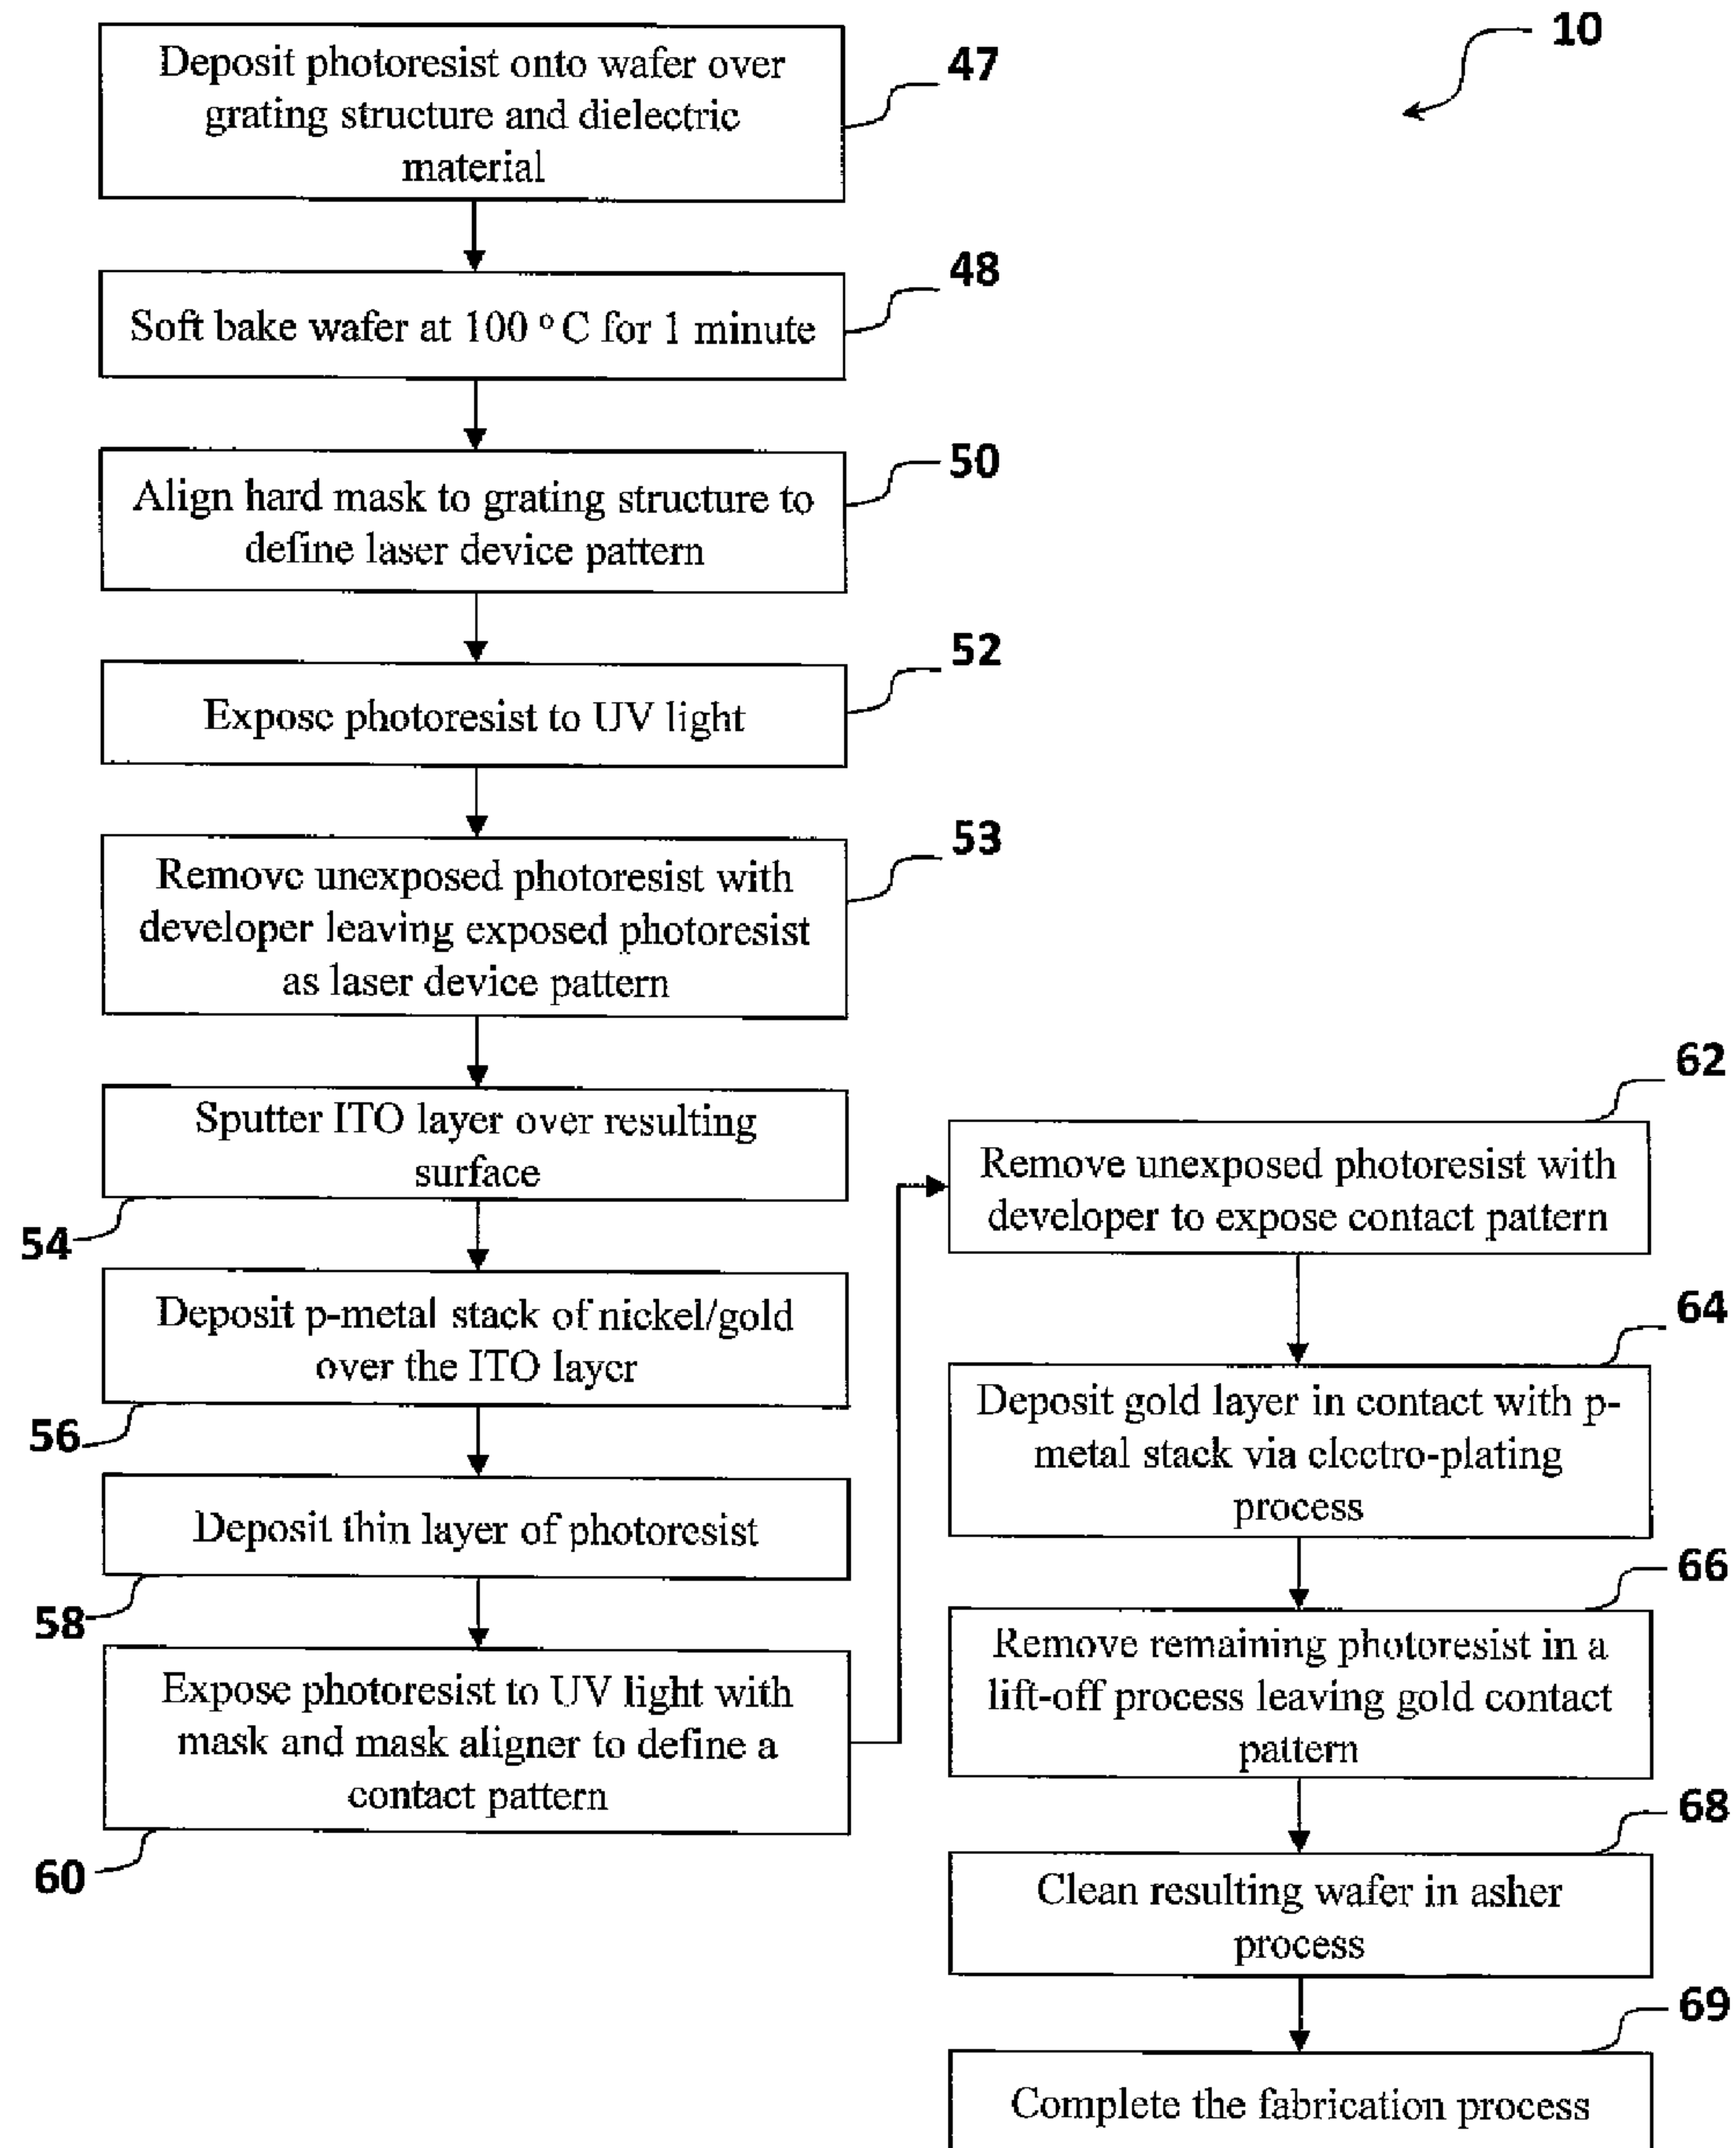 10
Deposit photoresist onto wafer over
grating structure and dielectric
material
47
Soft bake wafer at 100 °C for 1 minute
48
Align hard mask to grating structure to
define laser device pattern
50
Expose photoresist to UV light
52
Remove unexposed photoresist with
developer leaving exposed photoresist
as laser device pattern
53
Sputter ITO layer over resulting
surface
54
Deposit p-metal stack of nickel/gold
over the ITO layer
56
Deposit thin layer of photoresist
58
Expose photoresist to UV light with
mask and mask aligner to define a
contact pattern
60
62
Remove unexposed photoresist with
developer to expose contact pattern
64
Deposit gold layer in contact with p-
metal stack via electro-plating
process
66
Remove remaining photoresist in a
lift-off process leaving gold contact
pattern
68
Clean resulting wafer in asher
process
69
Complete the fabrication process